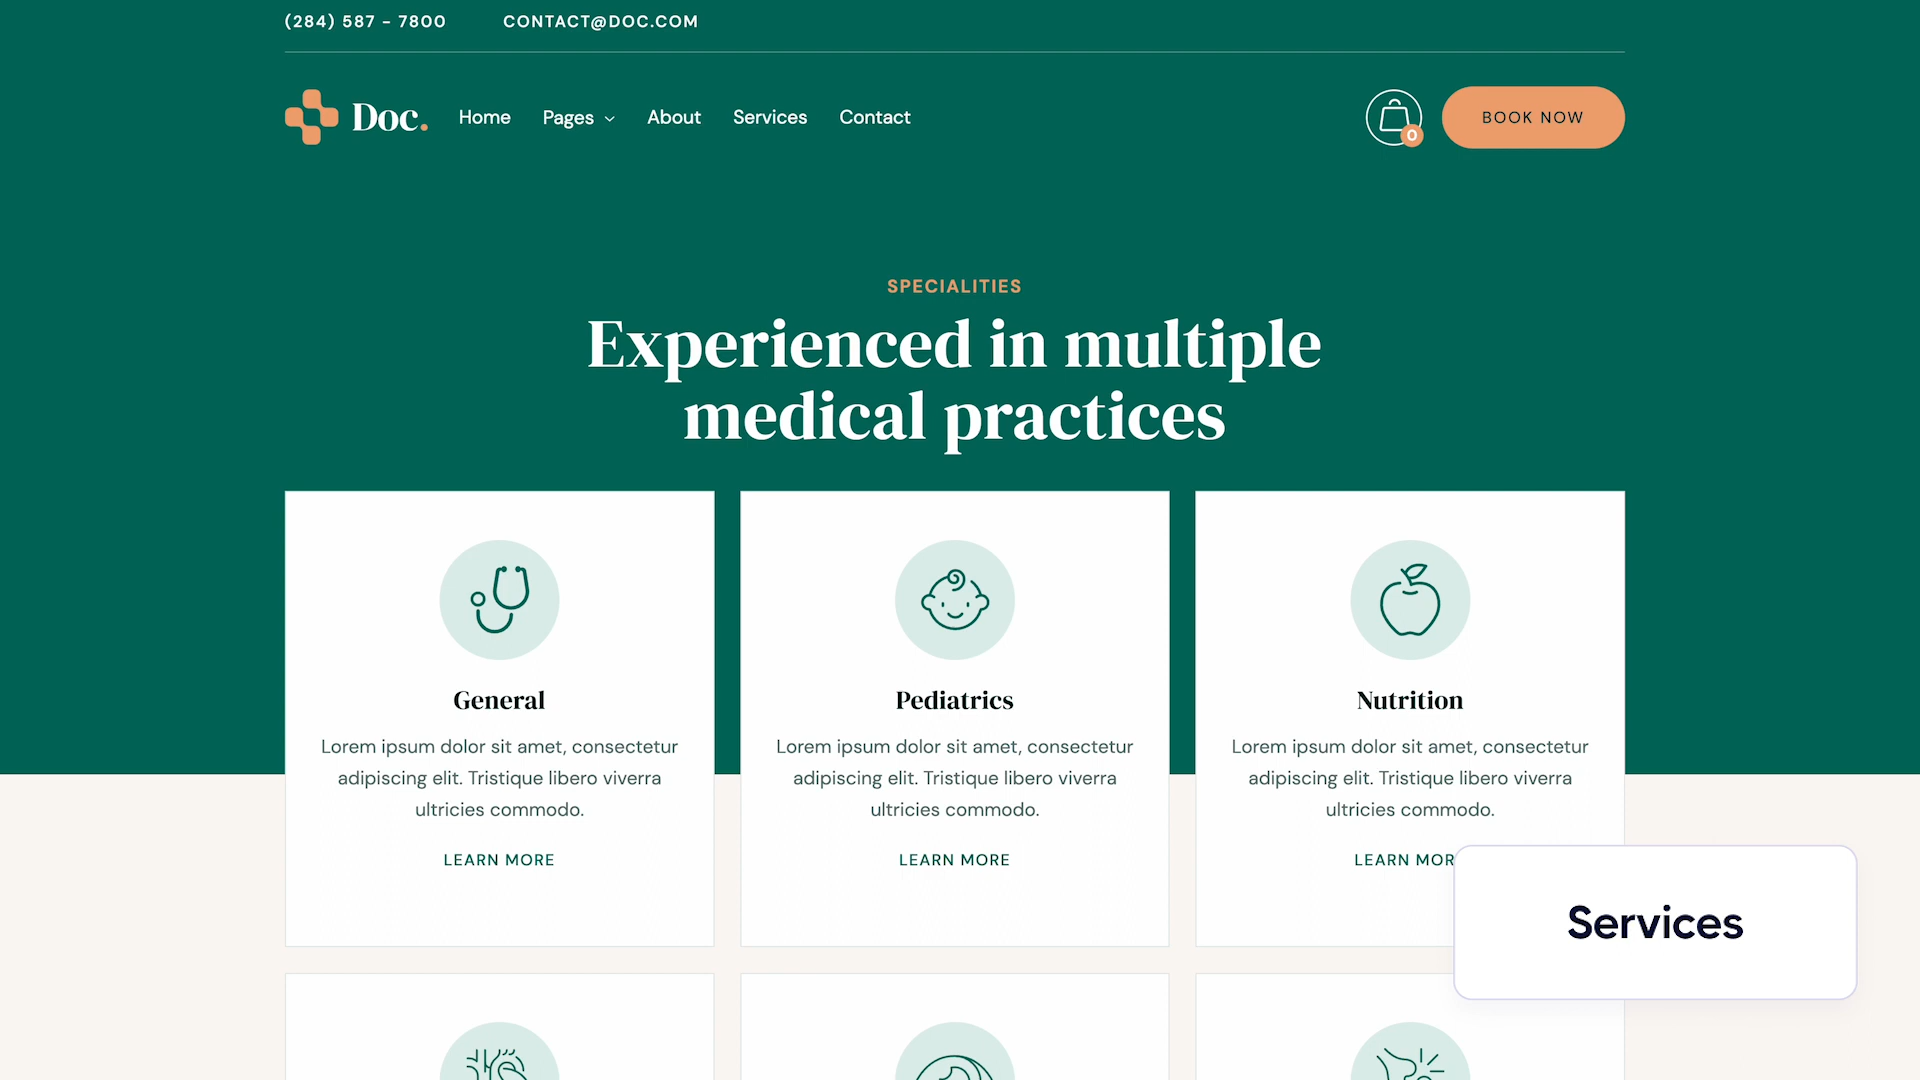 (284) 587 - 7800 CONTACT@DOC.COM
Doc. Home Pages About Services Contact 0 BOOK NOW
SPECIALITIES
Experienced in multiple
medical practices
General
Lorem ipsum dolor sit amet, consectetur
adipiscing elit. Tristique libero viverra
ultricies commodo.
LEARN MORE
Pediatrics
Lorem ipsum dolor sit amet, consectetur
adipiscing elit. Tristique libero viverra
ultricies commodo.
LEARN MORE
Nutrition
Lorem ipsum dolor sit amet, consectetur
adipiscing elit. Tristique libero viverra
ultricies commodo.
LEARN MOR
Services